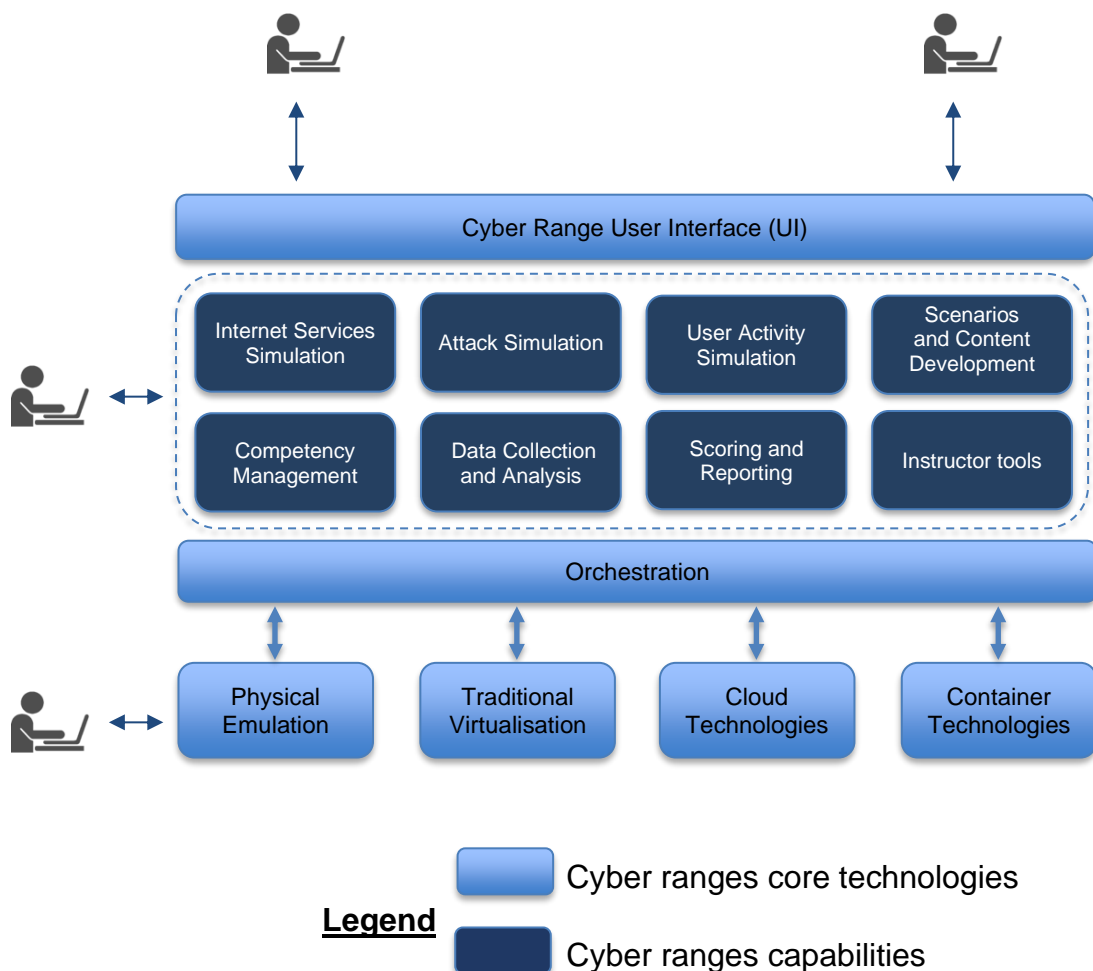 Cyber Range User Interface (UI)
Internet Services
Simulation
Attack Simulation
User Activity
Simulation
Scenarios
and Content
Development
Competency
Management
Data Collection
and Analysis
Scoring and
Reporting
Instructor tools
Orchestration
Physical
Emulation
Traditional
Virtualisation
Cloud
Technologies
Container
Technologies
Legend
Cyber ranges core technologies
Cyber ranges capabilities